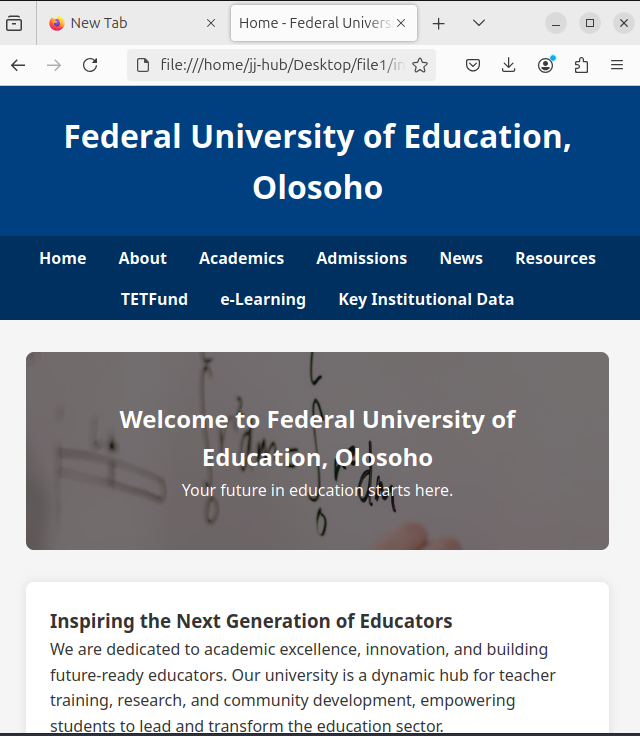 New Tab
Home - Federal Univers
file:///home/jj-hub/Desktop/file1/in
Federal University of Education,
Olosoho
Home About Academics Admissions News Resources
TETFund e-Learning Key Institutional Data
Welcome to Federal University of
Education, Olosoho
Your future in education starts here.
Inspiring the Next Generation of Educators
We are dedicated to academic excellence, innovation, and building
future-ready educators. Our university is a dynamic hub for teacher
training, research, and community development, empowering
students to lead and transform the education sector.